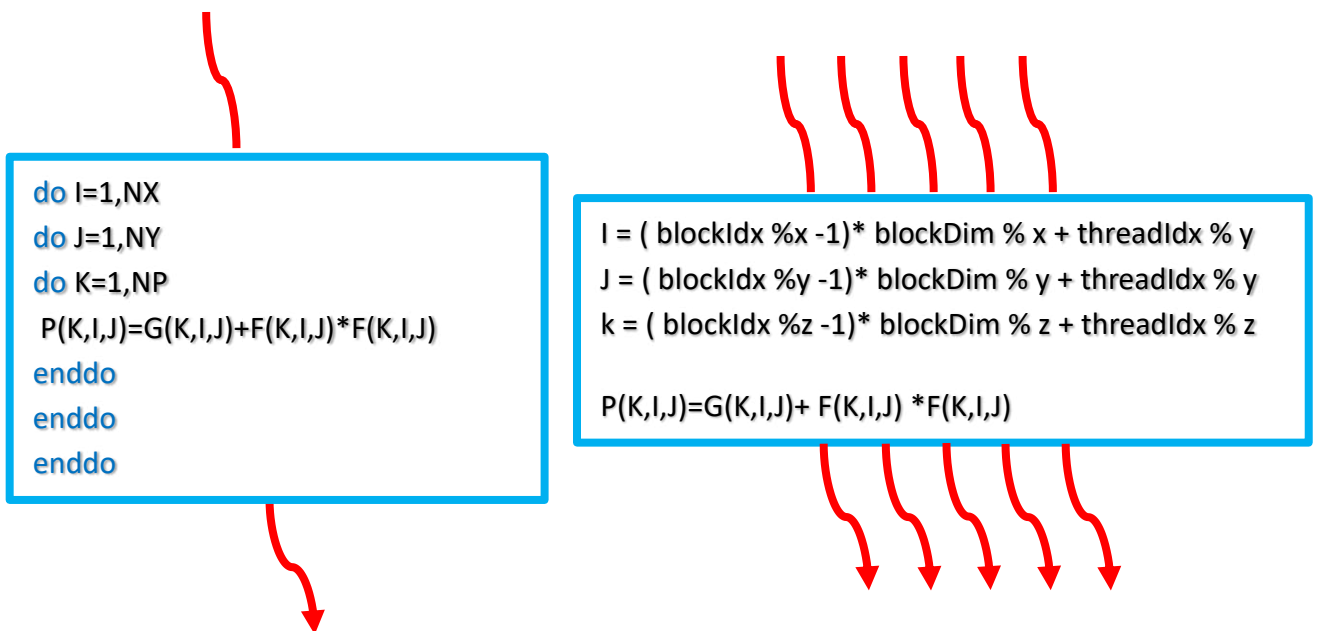 do I=1,NX
do J=1,NY
do K=1,NP
P(K,I,J)=G(K,I,J)+F(K,I,J)*F(K,I,J)
enddo
enddo
enddo
I = ( blockIdx %x -1)* blockDim % x + threadIdx % y
J = ( blockIdx %y -1)* blockDim % y + threadIdx % y
k = ( blockIdx %z -1)* blockDim % z + threadIdx % z
P(K,I,J)=G(K,I,J)+ F(K,I,J) *F(K,I,J)